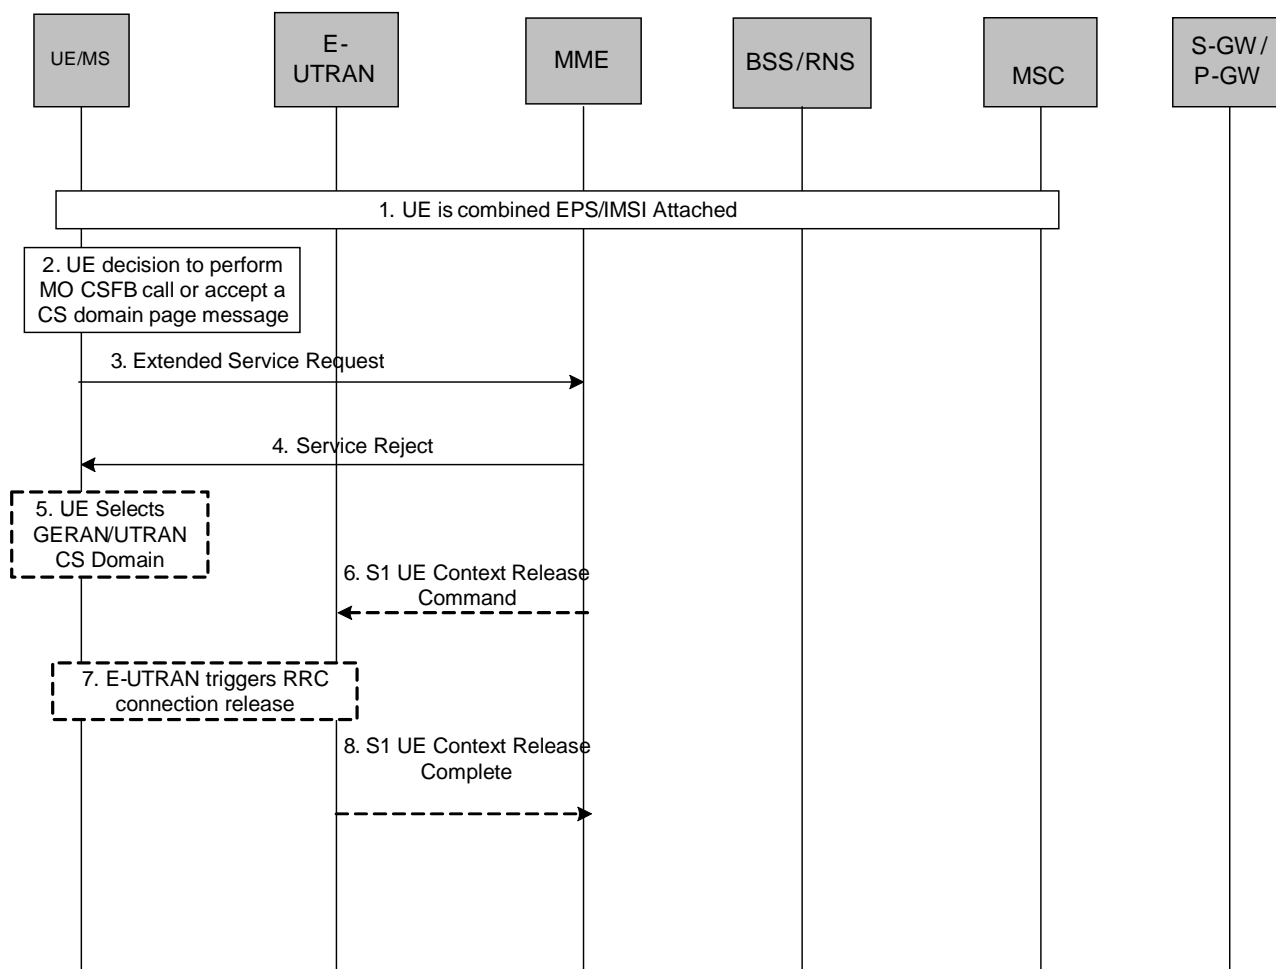 UE/MS
E-
UTRAN
MME
BSS/RNS
MSC
S-GW/
P-GW
1. UE is combined EPS/IMSI Attached
2. UE decision to perform
MO CSFB call or accept a
CS domain page message
3. Extended Service Request
4. Service Reject
5. UE Selects
GERAN/UTRAN
CS Domain
6. S1 UE Context Release
Command
7. E-UTRAN triggers RRC
connection release
8. S1 UE Context Release
Complete